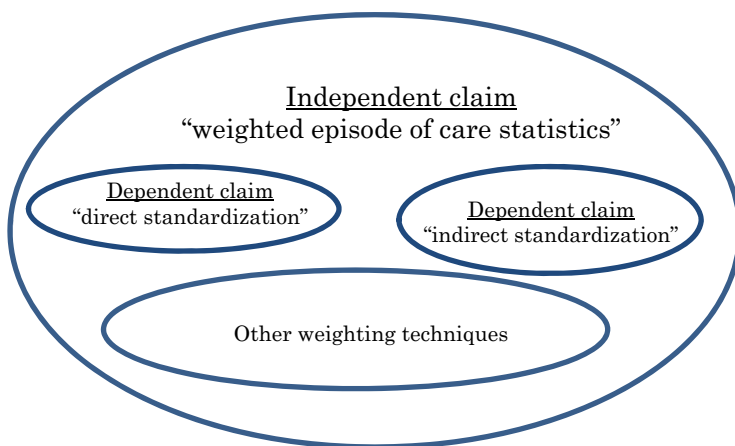 Independent claim
“weighted episode of care statistics”
Dependent claim
“direct standardization”
Dependent claim
“indirect standardization”
Other weighting techniques